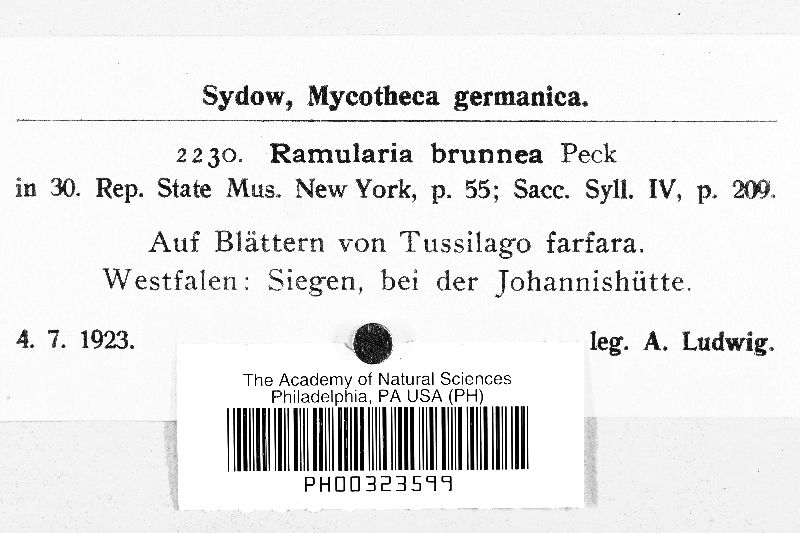 Sydow, Mycotheca germanica.
2230. Ramularia brunnea Peck
in 30. Rep. State Mus. New York, p. 55; Sacc. Syll. IV, p. 209.
Auf Blättern von Tussilago farfara.
Westfalen: Siegen, bei der Johannishütte.
4. 7. 1923. leg. A. Ludwig.
The Academy of Natural Sciences
Philadelphia, PA USA (PH)
PH00323599